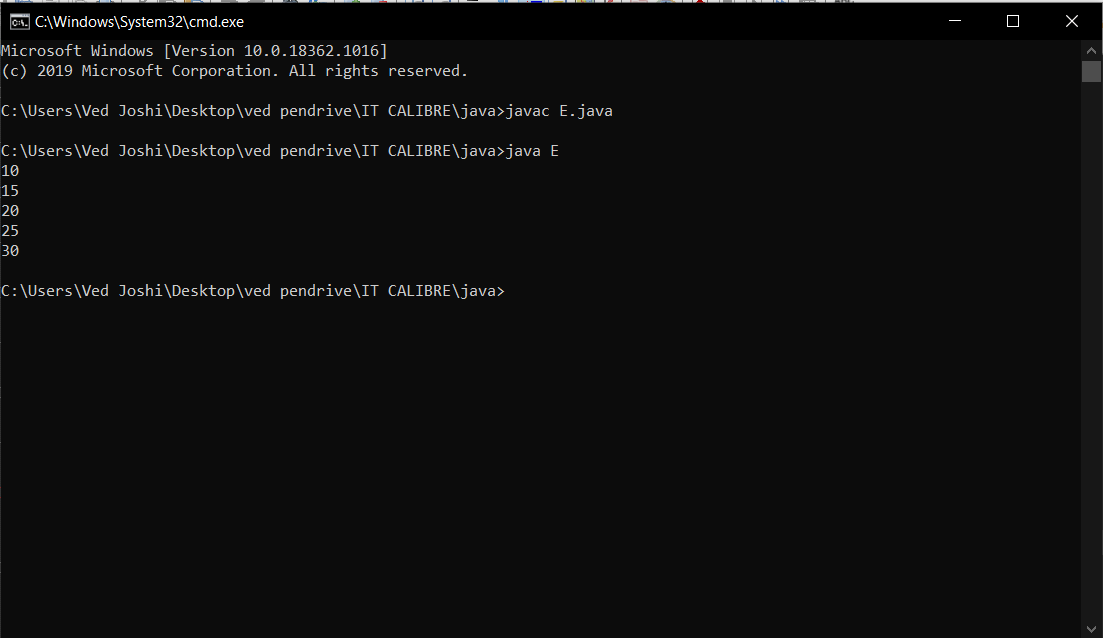 C:\Windows\System32\cmd.exe
Microsoft Windows [Version 10.0.18362.1016]
(c) 2019 Microsoft Corporation. All rights reserved.
C:\Users\Ved Joshi\Desktop\ved pendrive\IT CALIBRE\java>javac E.java
C:\Users\Ved Joshi\Desktop\ved pendrive\IT CALIBRE\java>java E
10
15
20
25
30
C:\Users\Ved Joshi\Desktop\ved pendrive\IT CALIBRE\java>